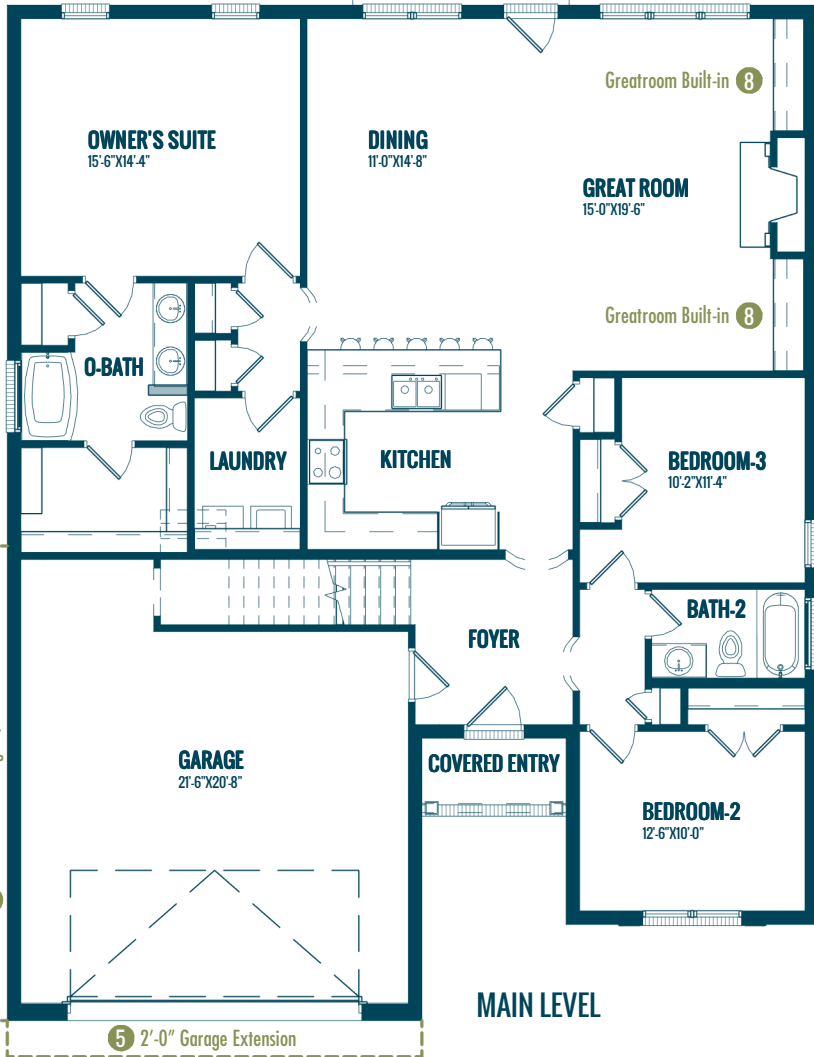 Greatroom Built-in 8
OWNER'S SUITE
15'-6"X14'-4"
DINING
11'-0"X14'-8"
GREAT ROOM
15'-0"X19'-6"
Greatroom Built-in 8
O-BATH
LAUNDRY
KITCHEN
BEDROOM-3
10'-2"X11'-4"
BATH-2
FOYER
GARAGE
21'-6"X20'-8"
COVERED ENTRY
BEDROOM-2
12'-6"X10'-0"
MAIN LEVEL
5 2'-0" Garage Extension